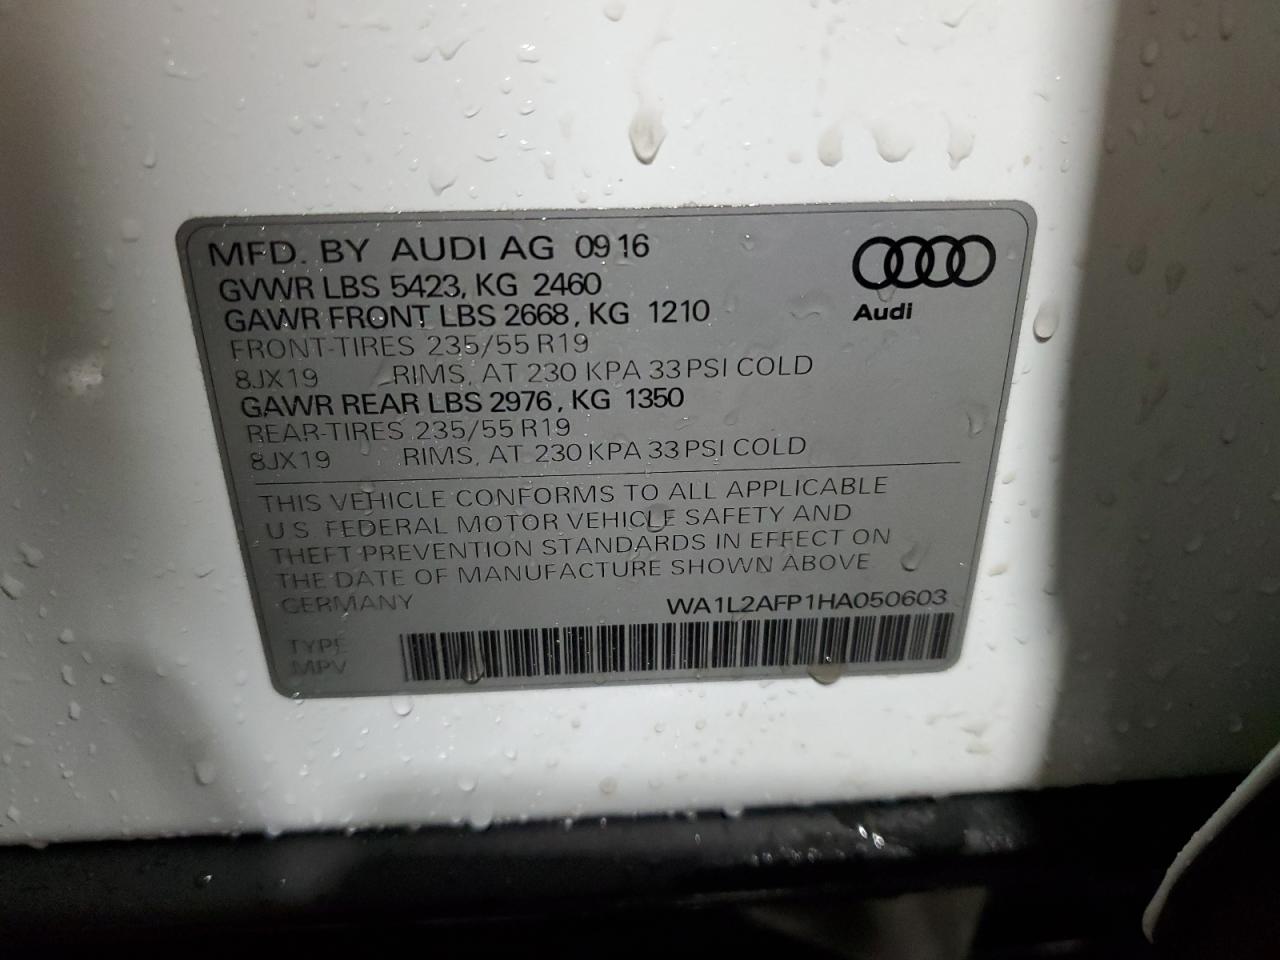 MFD. BY AUDI AG 0916
GVWR LBS 5423, KG 2460
GAWR FRONT LBS 2668, KG 1210
FRONT-TIRES 235/55 R19
8JX19 RIMS, AT 230 KPA 33 PSI COLD
GAWR REAR LBS 2976, KG 1350
REAR-TIRES 235/55 R19
8JX19 RIMS, AT 230 KPA 33 PSI COLD
Audi
THIS VEHICLE CONFORMS TO ALL APPLICABLE
U.S. FEDERAL MOTOR VEHICLE SAFETY AND
THEFT PREVENTION STANDARDS IN EFFECT ON
THE DATE OF MANUFACTURE SHOWN ABOVE
GERMANY WA1L2AFP1HA050603
TYPE
MPV